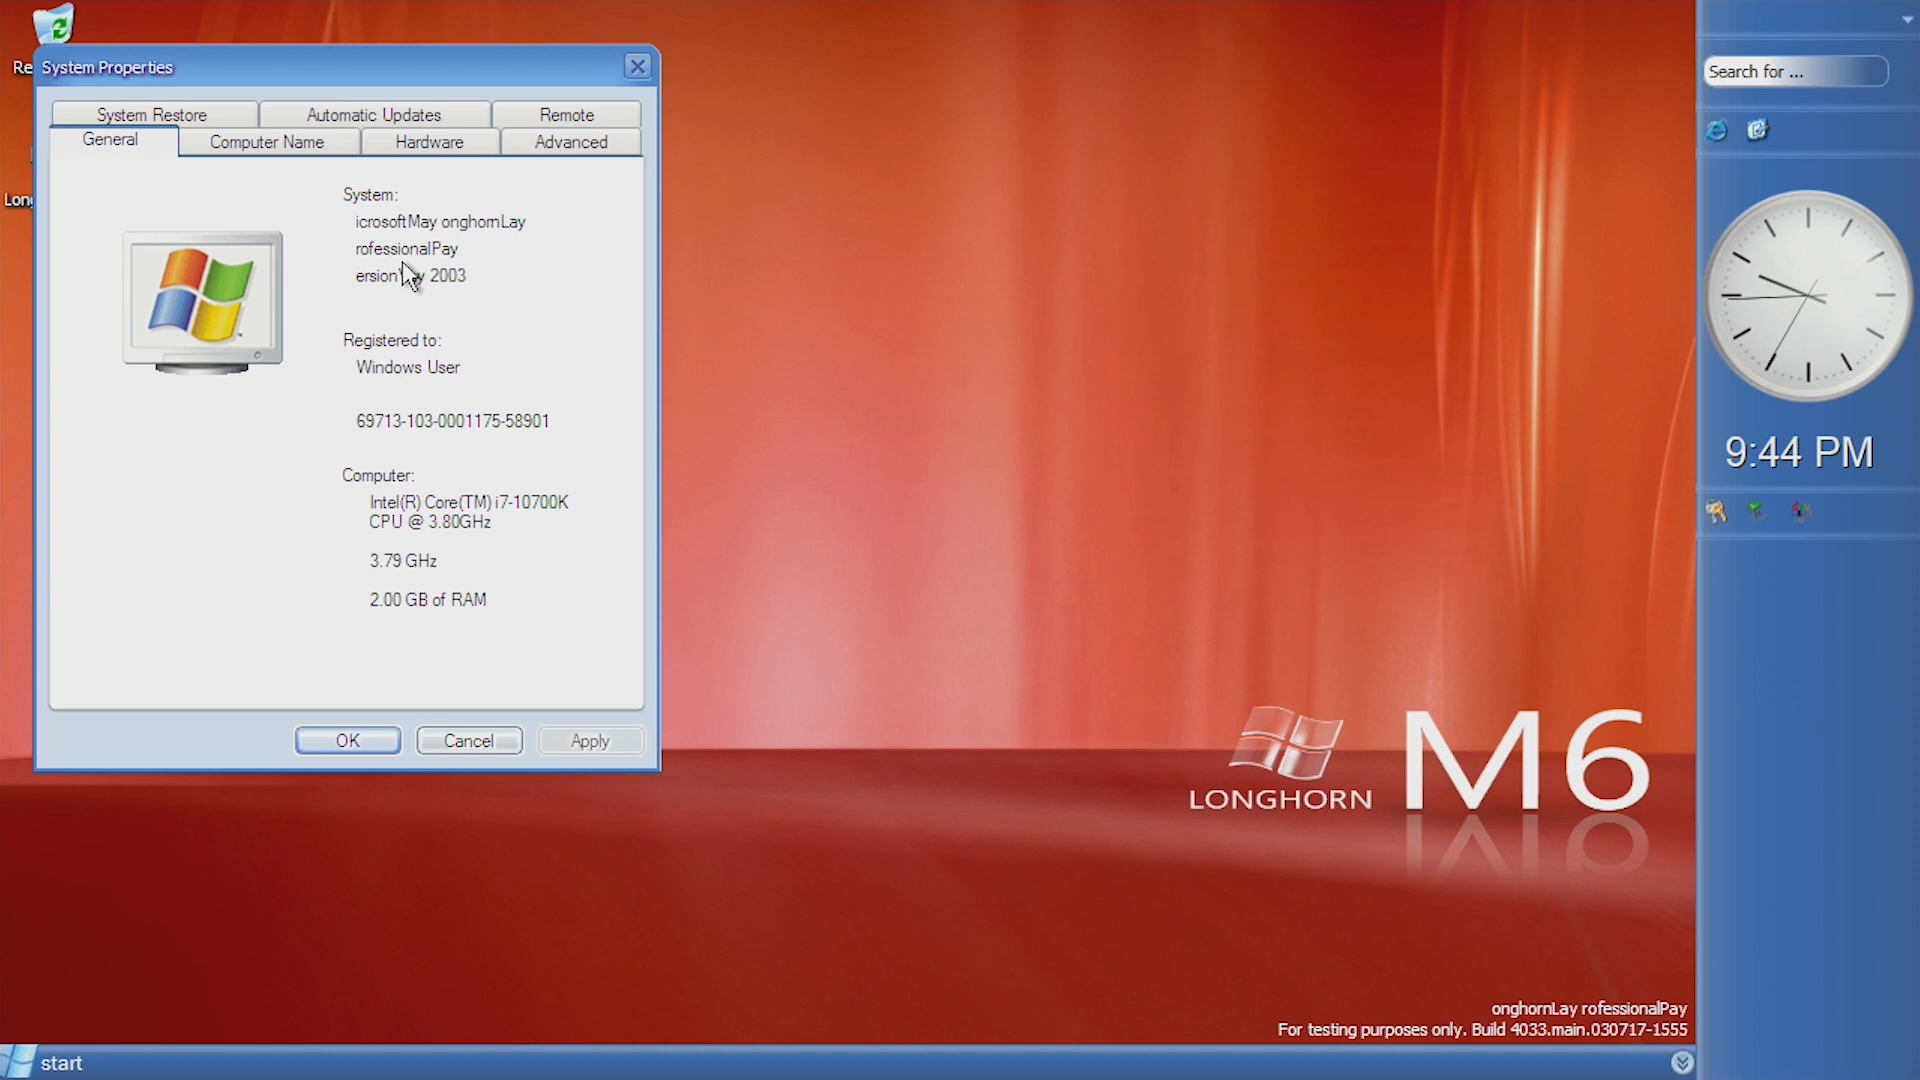 Re
System Properties
System Restore
Automatic Updates
Remote
General
Computer Name
Hardware
Advanced
System:
icrosoftMay onghornLay
rofessionalPay
2003
Registered to:
Windows User
69713-103-0001175-58901
Computer:
Intel(R) Core(TM) i7-10700K
CPU @ 3.80GHz
3.79 GHz
2.00 GB of RAM
OK
Cancel
Apply
Long
Search for ...
9:44 PM
LONGHORN M6
onghornLay rofessionalPay
For testing purposes only. Build 4033.main.030717-1555
start